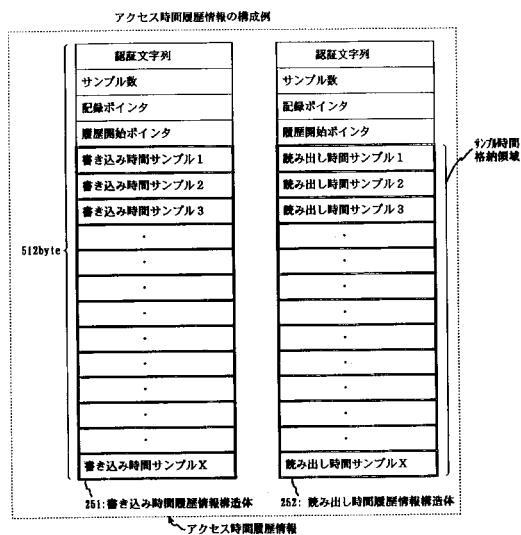 アクセス時間履歴情報の構成例
認証文字列
サンプル数
記録ポインタ
履歴開始ポインタ
書き込み時間サンプル1
書き込み時間サンプル2
書き込み時間サンプル3
・
・
・
・
・
・
・
・
・
書き込み時間サンプルX
512byte
251:書き込み時間履歴情報構造体
認証文字列
サンプル数
記録ポインタ
履歴開始ポインタ
読み出し時間サンプル1
読み出し時間サンプル2
読み出し時間サンプル3
・
・
・
・
・
・
・
・
・
読み出し時間サンプルX
252: 読み出し時間履歴情報構造体
サンプル時間
格納領域
アクセス時間履歴情報